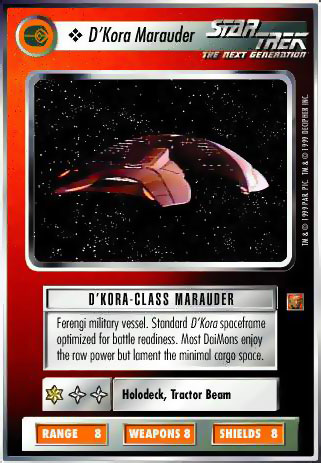 ❖ D'Kora Marauder
STAR TREK
THE NEXT GENERATION
TM & © 1999 PAR. PIC. TM & © 1999 DECIPHER INC.
D'KORA-CLASS MARAUDER
Ferengi military vessel. Standard D'Kora spaceframe
optimized for battle readiness. Most DaiMons enjoy
the raw power but lament the minimal cargo space.
Holodeck, Tractor Beam
RANGE 8 WEAPONS 8 SHIELDS 8